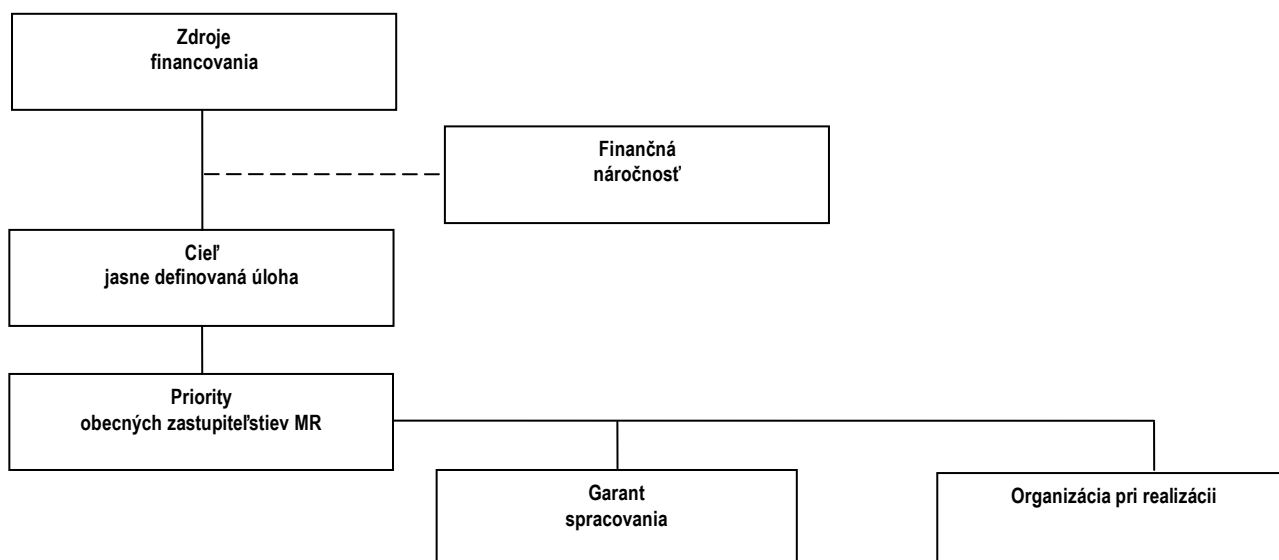 Zdroje
financovania
Finančná
náročnosť
Cieľ
jasne definovaná úloha
Priority
obecných zastupiteľstiev MR
Garant
spracovania
Organizácia pri realizácii